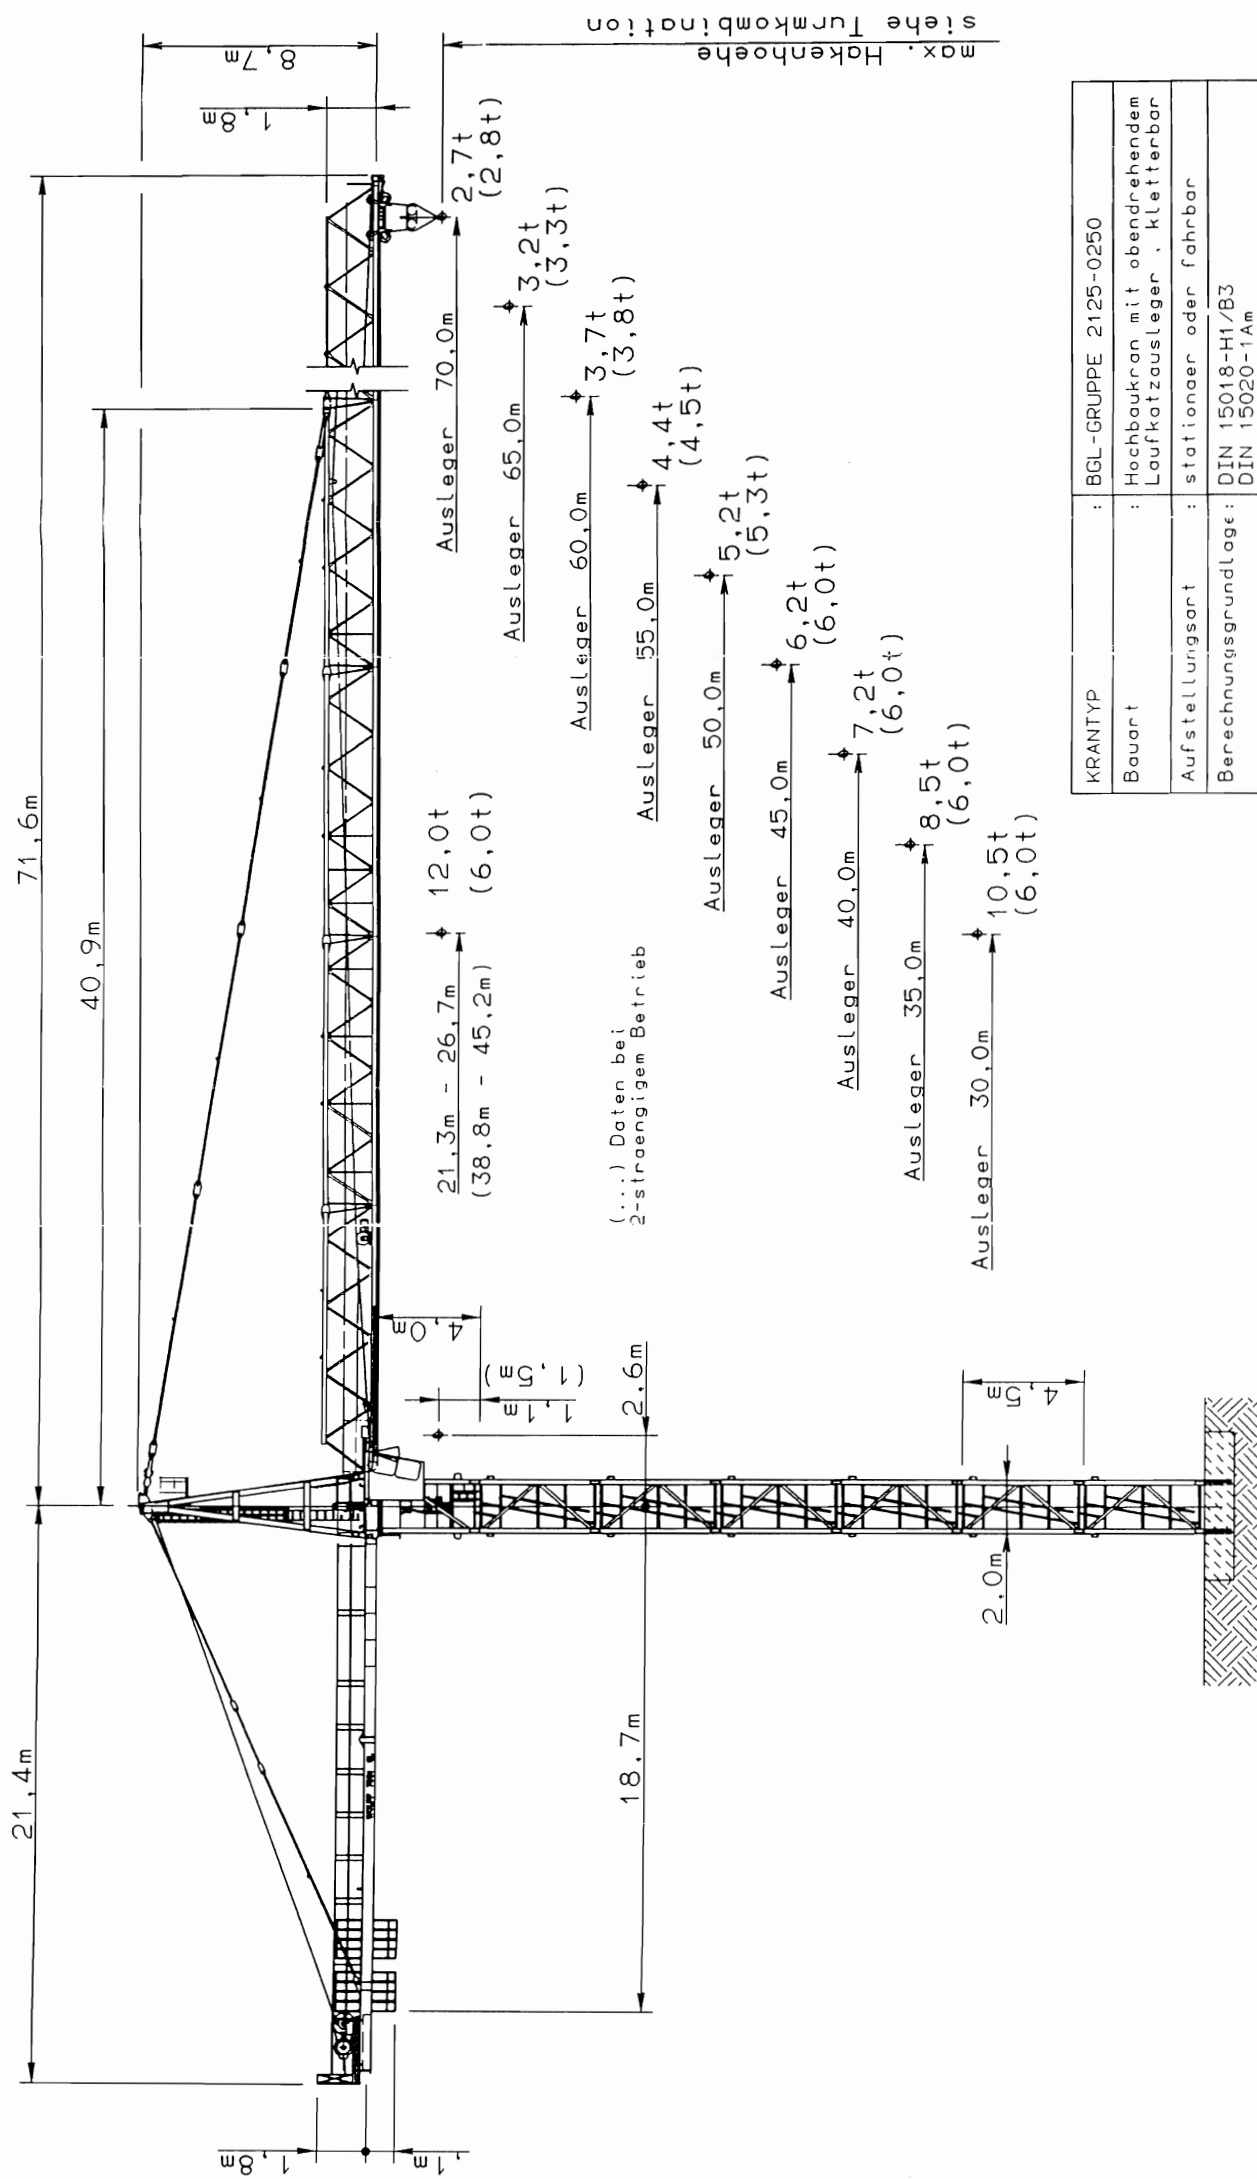 71,6m
21,4m
40,9m
8,7m
1,8m
max. Hakenhoehe
siehe Turmkombination
2,7t
(2,8t)
Ausleger 70,0m
3,2t
(3,3t)
Ausleger 65,0m
3,7t
(3,8t)
Ausleger 60,0m
4,4t
(4,5t)
Ausleger 55,0m
5,2t
(5,3t)
Ausleger 50,0m
6,2t
(6,0t)
Ausleger 45,0m
7,2t
(6,0t)
Ausleger 40,0m
8,5t
(6,0t)
Ausleger 35,0m
10,5t
(6,0t)
Ausleger 30,0m
12,0t
(6,0t)
21,3m - 26,7m
(38,8m - 45,2m)
(...) Daten bei
2-straengigem Betrieb
4,0m
1,1m
(1,5m)
2,6m
18,7m
4,5m
2,0m
1,8m
,1m
KRANTYP : BGL-GRUPPE 2125-0250
Bauart : Hochbaukran mit obendrehendem
Laufkatzausleger , kletterbar
Aufstellungsart : stationaer oder fahrbar
Berechnungsgrundlage: DIN 15018-H1/B3
DIN 15020-1Am